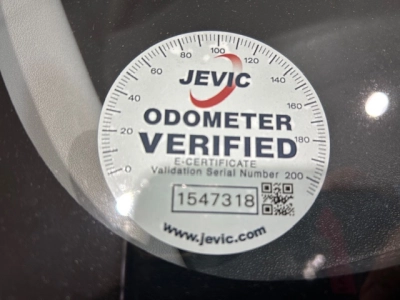 0 20 40 60 80 100 120 140 160 180 200
JEVIC
ODOMETER
VERIFIED
E-CERTIFICATE
Validation Serial Number
1547318
www.jevic.com